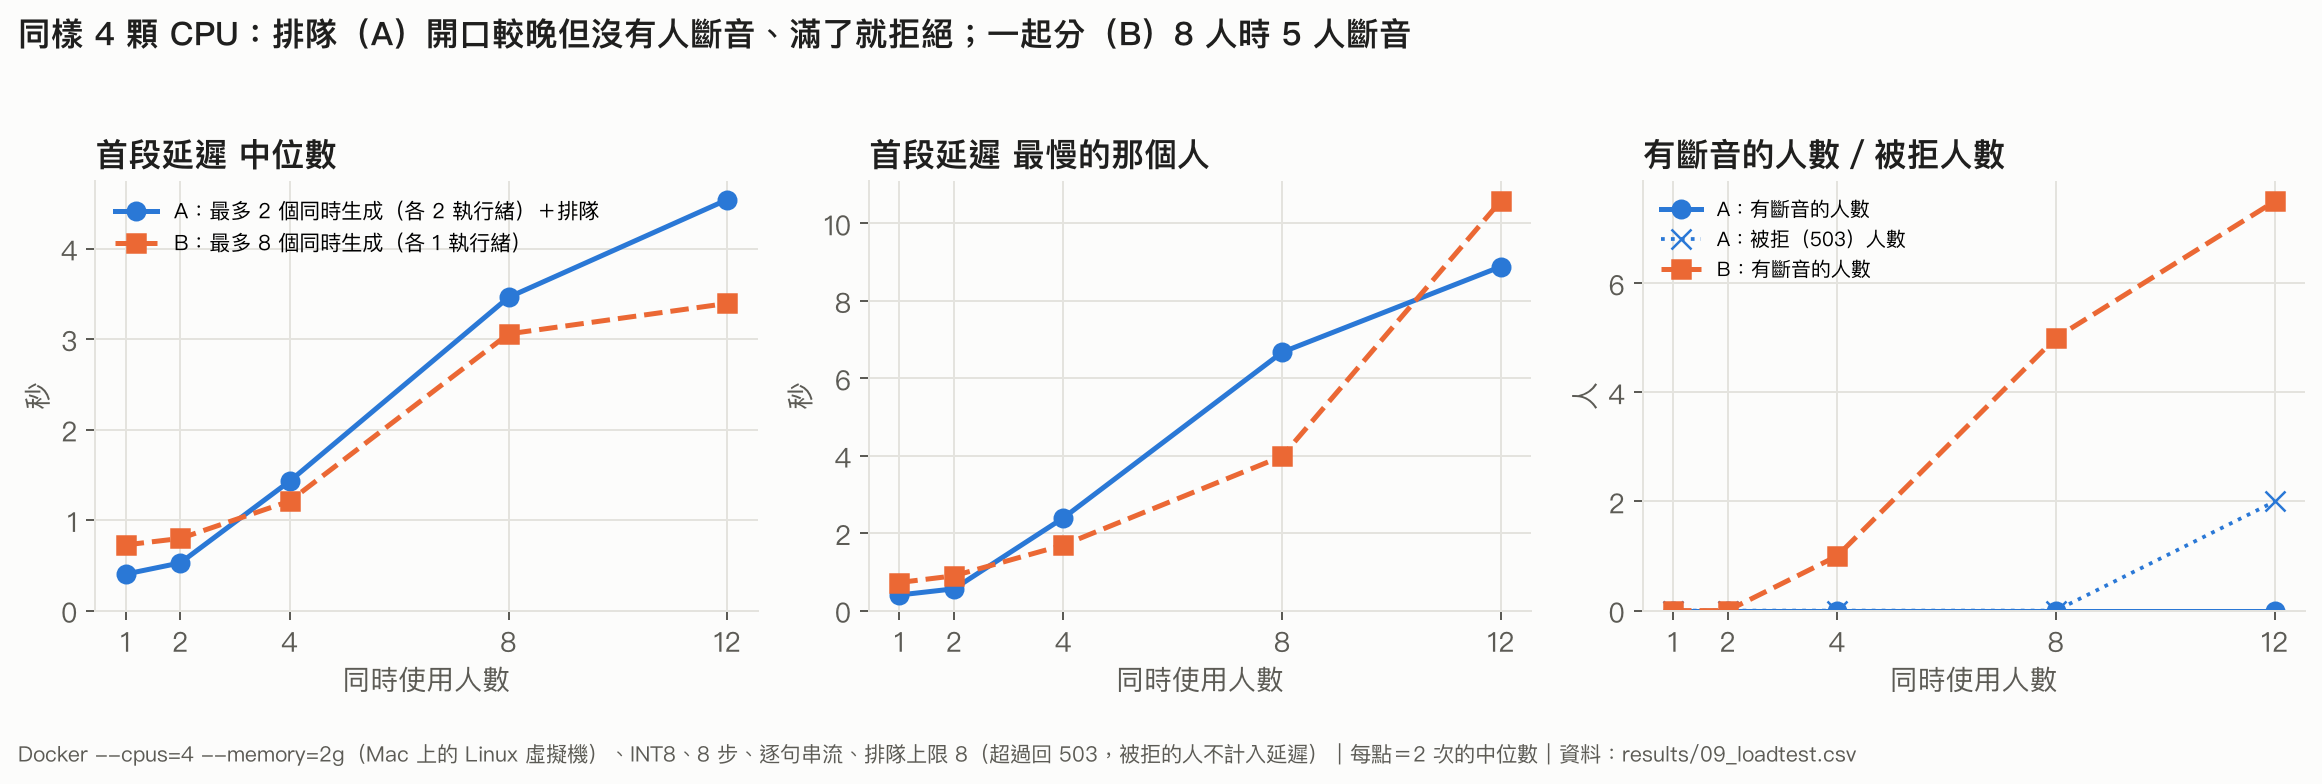 同樣 4 顆 CPU：排隊（A）開口較晚但沒有人斷音、滿了就拒絕；一起分（B）8 人時 5 人斷音
首段延遲 中位數
A：最多 2 個同時生成（各 2 執行緒）＋排隊
B：最多 8 個同時生成（各 1 執行緒）
4
3
2
1
0
秒
1 2 4 8 12
同時使用人數
首段延遲 最慢的那個人
10
8
6
4
2
0
秒
1 2 4 8 12
同時使用人數
有斷音的人數 / 被拒人數
A：有斷音的人數
A：被拒（503）人數
B：有斷音的人數
6
4
2
0
人
1 2 4 8 12
同時使用人數
Docker --cpus=4 --memory=2g（Mac 上的 Linux 虛擬機）、INT8、8 步、逐句串流、排隊上限 8（超過回 503，被拒的人不計入延遲）｜每點＝2 次的中位數｜資料：results/09_loadtest.csv